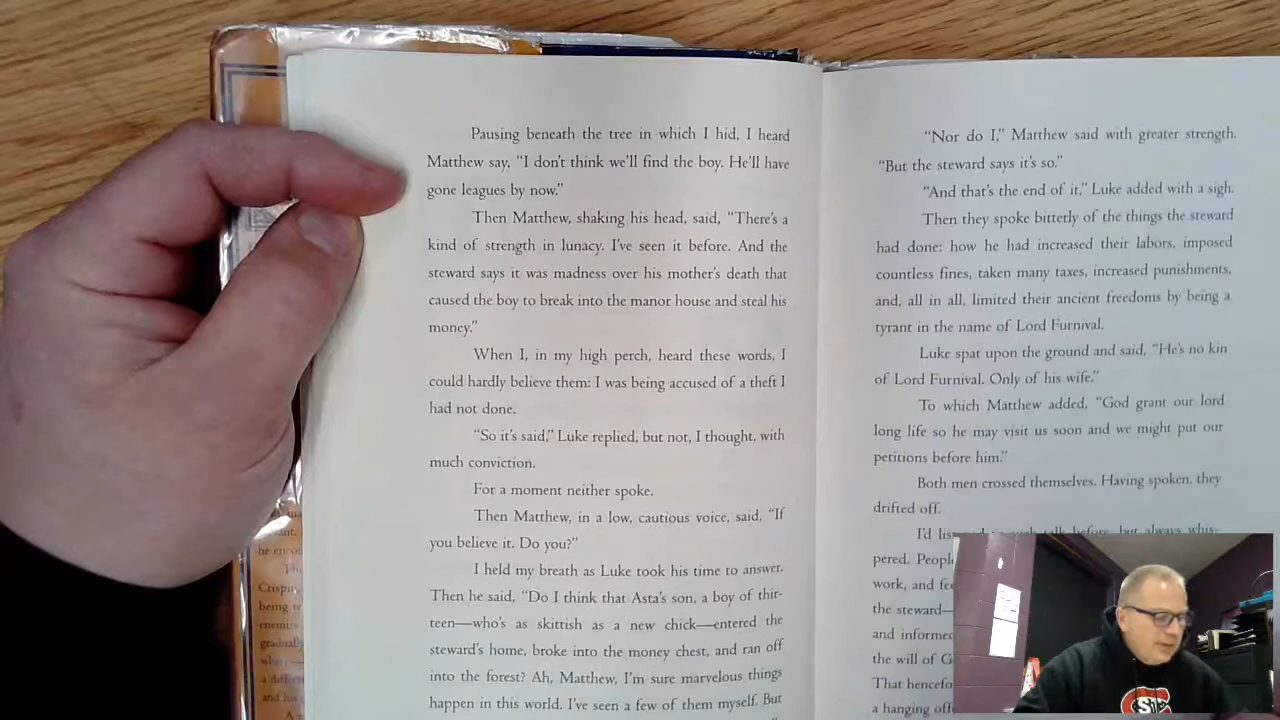 Pausing beneath the tree in which I hid, I heard
Matthew say, "I don't think we'll find the boy. He'll have
gone leagues by now."
Then Matthew, shaking his head, said, "There's a
kind of strength in lunacy. I've seen it before. And the
steward says it was madness over his mother's death that
caused the boy to break into the manor house and steal his
money."
When I, in my high perch, heard these words, I
could hardly believe them: I was being accused of a theft I
had not done.
"So it's said," Luke replied, but not, I thought, with
much conviction.
For a moment neither spoke.
Then Matthew, in a low, cautious voice, said, "If
you believe it. Do you?"
I held my breath as Luke took his time to answer.
Then he said, "Do I think that Asta's son, a boy of thir-
teen—who's as skittish as a new chick—entered the
steward's home, broke into the money chest, and ran off
into the forest? Ah, Matthew, I'm sure marvelous things
happen in this world. I've seen a few of them myself. But
"Nor do I," Matthew said with greater strength.
"But the steward says it's so."
"And that's the end of it," Luke added with a sigh.
Then they spoke bitterly of the things the steward
had done: how he had increased their labors, imposed
countless fines, taken many taxes, increased punishments,
and, all in all, limited their ancient freedoms by being a
tyrant in the name of Lord Furnival.
Luke spat upon the ground and said, "He's no kin
of Lord Furnival. Only of his wife."
To which Matthew added, "God grant our lord
long life so he may visit us soon and we might put our
petitions before him."
Both men crossed themselves. Having spoken, they
drifted off.
I'd talk before, but always whis-
pered.
work, and
the steward—
and
the will of
That
a hanging
he
being
gradually
and his